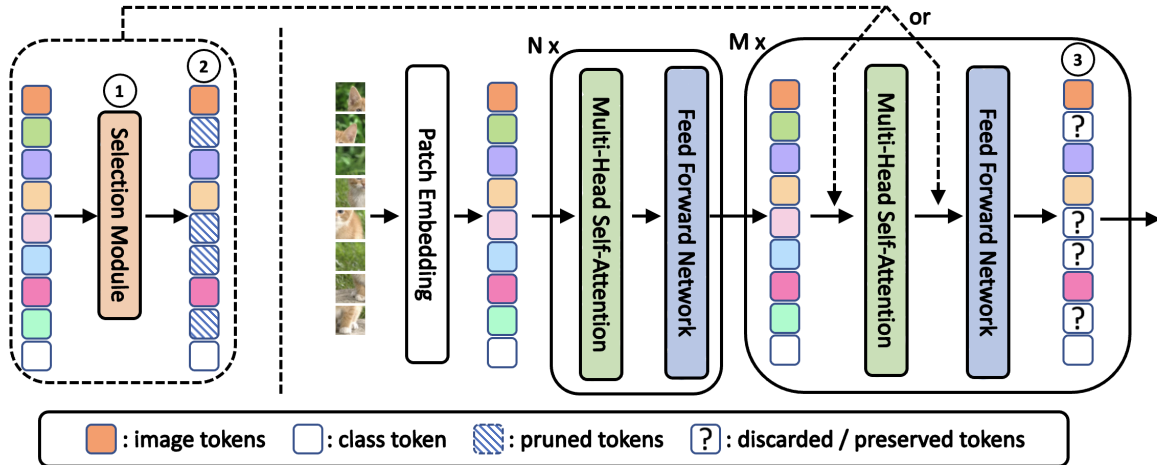 or
N x
M x
1
2
3
Selection Module
Patch Embedding
Multi-Head Self-Attention
Feed Forward Network
Multi-Head Self-Attention
Feed Forward Network
?
?
?
?
: image tokens
: class token
: pruned tokens
? : discarded / preserved tokens